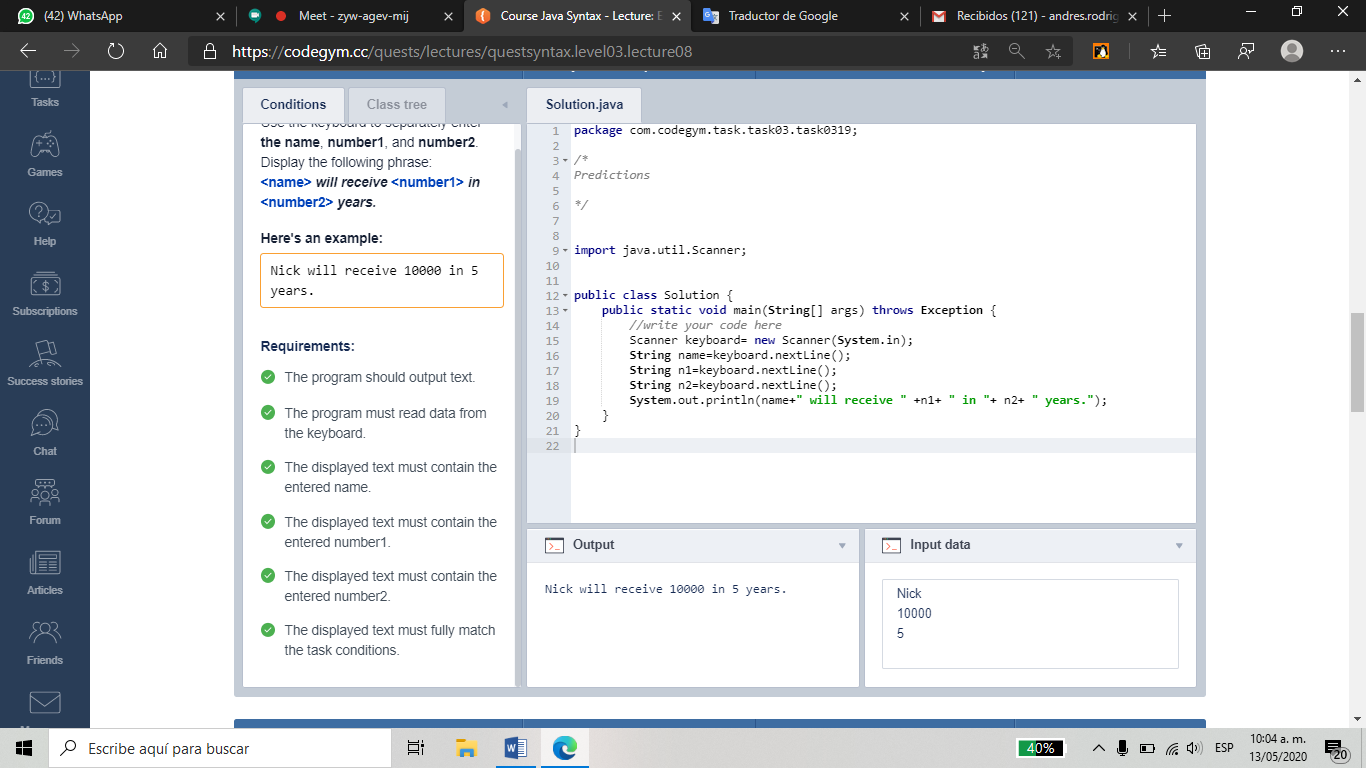 (42) WhatsApp
Meet - zyw-agev-mij
Course Java Syntax - Lecture: E
Traductor de Google
Recibidos (121) - andres.rodrig
https://codegym.cc/quests/lectures/questsyntax.level03.lecture08
Tasks
Games
Help
Subscriptions
Success stories
Chat
Forum
Articles
Friends
Conditions
Class tree
Use the keyboard to separately enter
the name, number1, and number2.
Display the following phrase:
<name> will receive <number1> in
<number2> years.
Here's an example:
Nick will receive 10000 in 5
years.
Requirements:
The program should output text.
The program must read data from
the keyboard.
The displayed text must contain the
entered name.
The displayed text must contain the
entered number1.
The displayed text must contain the
entered number2.
The displayed text must fully match
the task conditions.
Solution.java
1 package com.codegym.task.task03.task0319;
2
3 /*
4 Predictions
5
6 */
7
8
9 import java.util.Scanner;
10
11
12 public class Solution {
13 public static void main(String[] args) throws Exception {
14 //write your code here
15 Scanner keyboard= new Scanner(System.in);
16 String name=keyboard.nextLine();
17 String n1=keyboard.nextLine();
18 String n2=keyboard.nextLine();
19 System.out.println(name+" will receive " +n1+ " in "+ n2+ " years.");
20 }
21 }
22
Output
Nick will receive 10000 in 5 years.
Input data
Nick
10000
5
Escribe aquí para buscar
40%
ESP
10:04 a. m.
13/05/2020
20